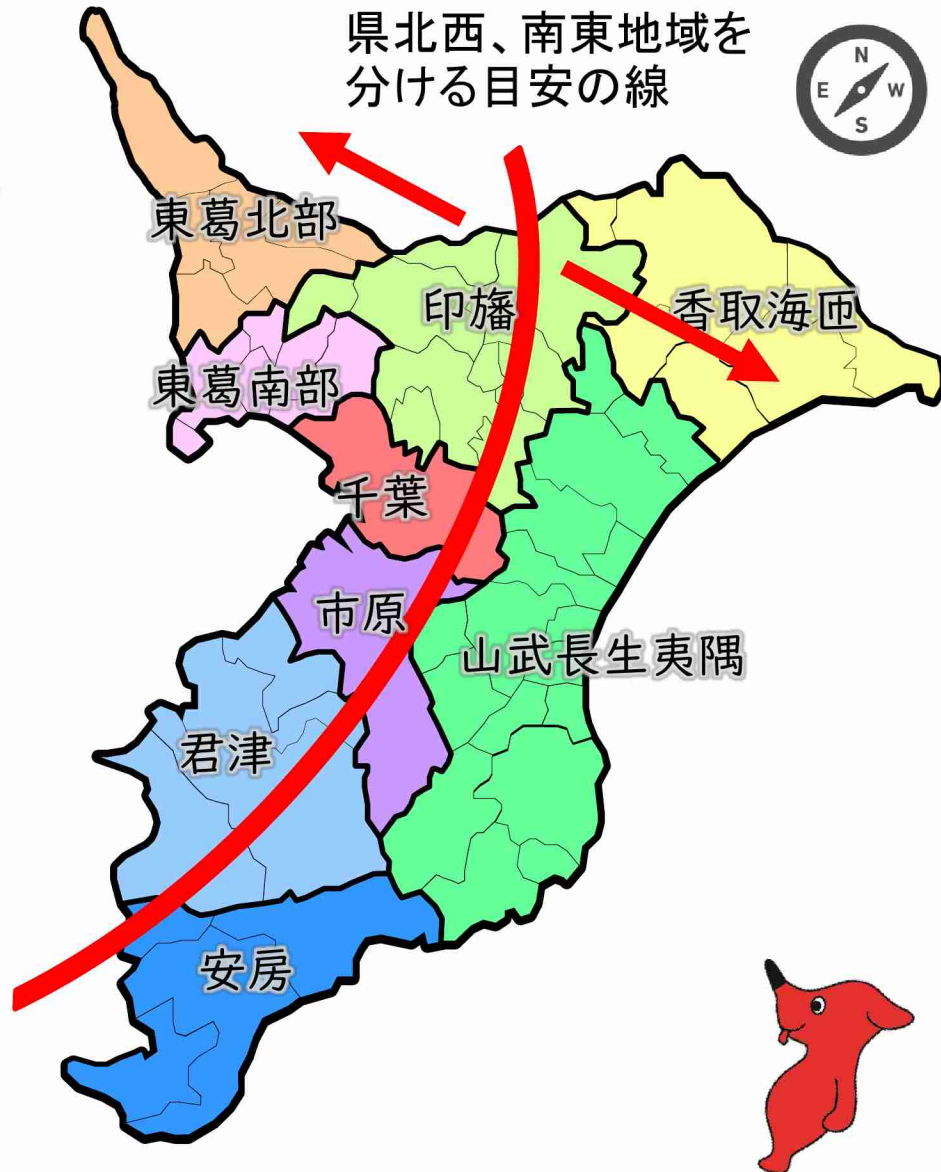 県北西、南東地域を
分ける目安の線
N
E W
S
東葛北部
印旛
香取海匝
東葛南部
千葉
市原
山武長生夷隅
君津
安房